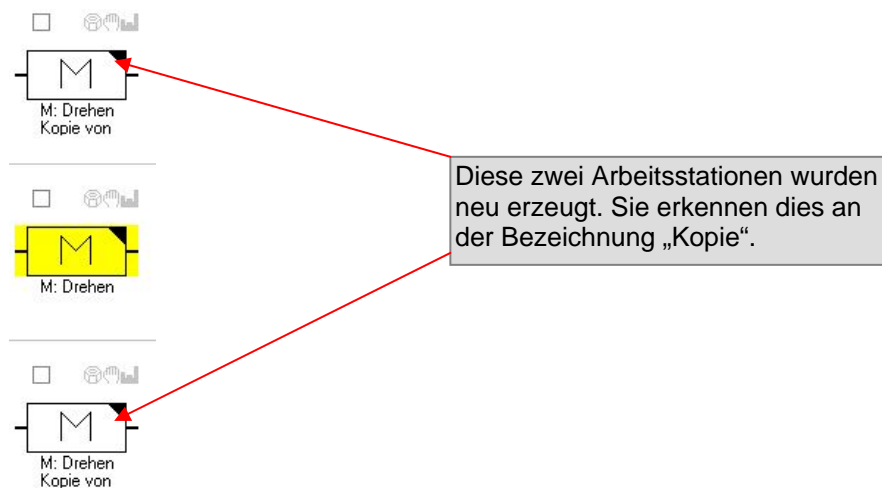 M
M: Drehen
Kopie von
Diese zwei Arbeitsstationen wurden
neu erzeugt. Sie erkennen dies an
der Bezeichnung „Kopie“.
M
M: Drehen
M
M: Drehen
Kopie von